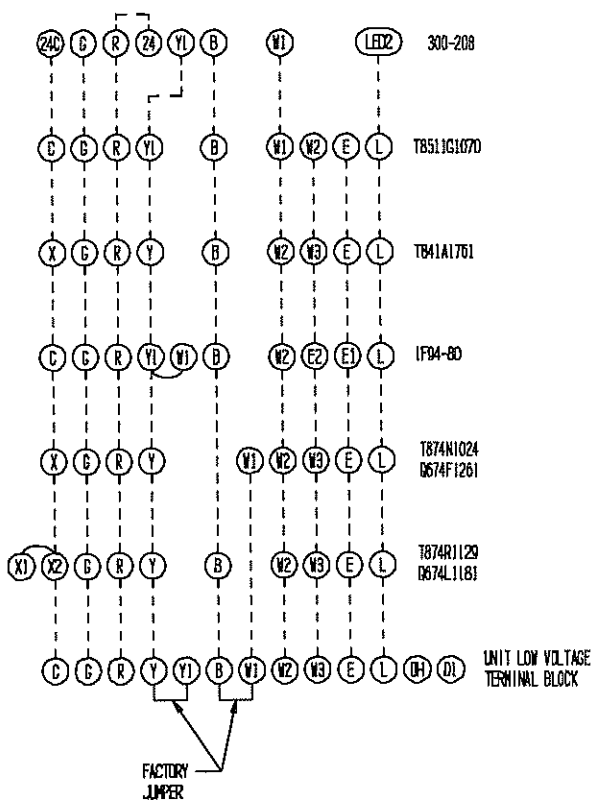 24C G R 24 Y1 B W1 LED2 300-208
C G R Y1 B W1 W2 E L T8511G1070
X G R Y B W2 W3 E L T841A1761
C G R Y1 W1 B W2 E2 E1 L 1F94-80
X G R Y W1 W2 W3 E L T874N1024
Q674F1261
X1 X2 G R Y B W2 W3 E L T874R1129
Q674L1181
C G R Y Y1 B W1 W2 W3 E L DH D1 UNIT LOW VOLTAGE
TERMINAL BLOCK
FACTORY
JUMPER